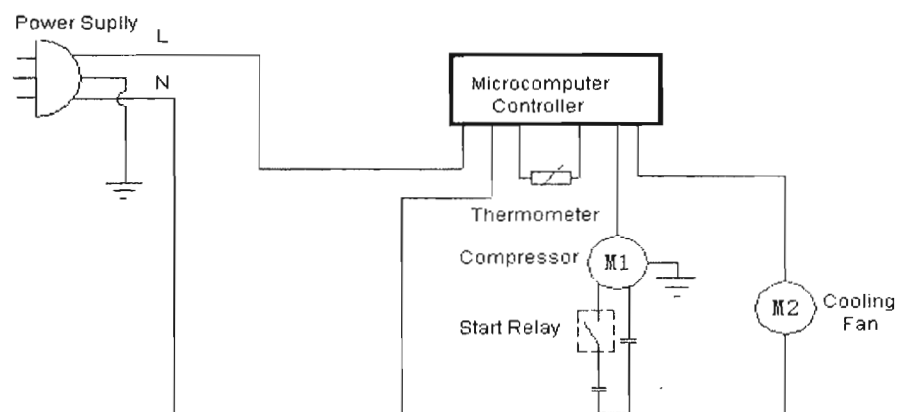 Power Suplly
L
N
Microcomputer
Controller
Thermometer
Compressor
M1
Start Relay
M2
Cooling
Fan